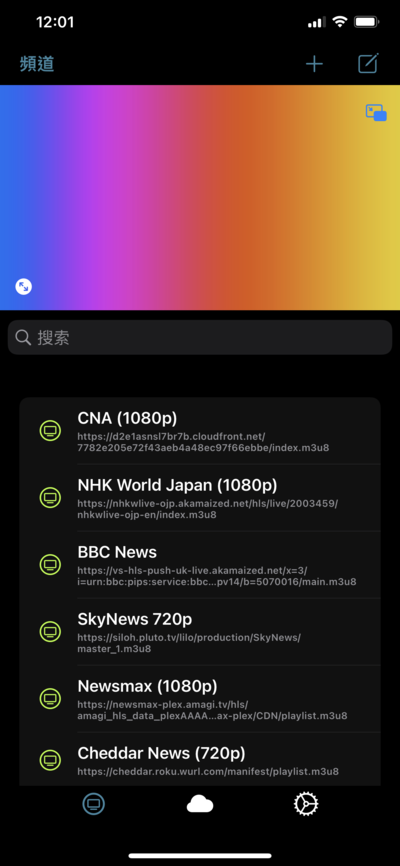 12:01
頻道
搜索
CNA (1080p)
https://d2e1asnsl7br7b.cloudfront.net/
7782e205e72f43aeb4a48ec97f66ebbe/index.m3u8
NHK World Japan (1080p)
https://nhkwlive-ojp.akamaized.net/hls/live/2003459/
nhkwlive-ojp-en/index.m3u8
BBC News
https://vs-hls-push-uk-live.akamaized.net/x=3/
i=urn:bbc:pips:service:bbc...pv14/b=5070016/main.m3u8
SkyNews 720p
https://siloh.pluto.tv/lilo/production/SkyNews/
master_1.m3u8
Newsmax (1080p)
https://newsmax-plex.amagi.tv/hls/
amagi_hls_data_plexAAAA...ax-plex/CDN/playlist.m3u8
Cheddar News (720p)
https://cheddar.roku.wurl.com/manifest/playlist.m3u8